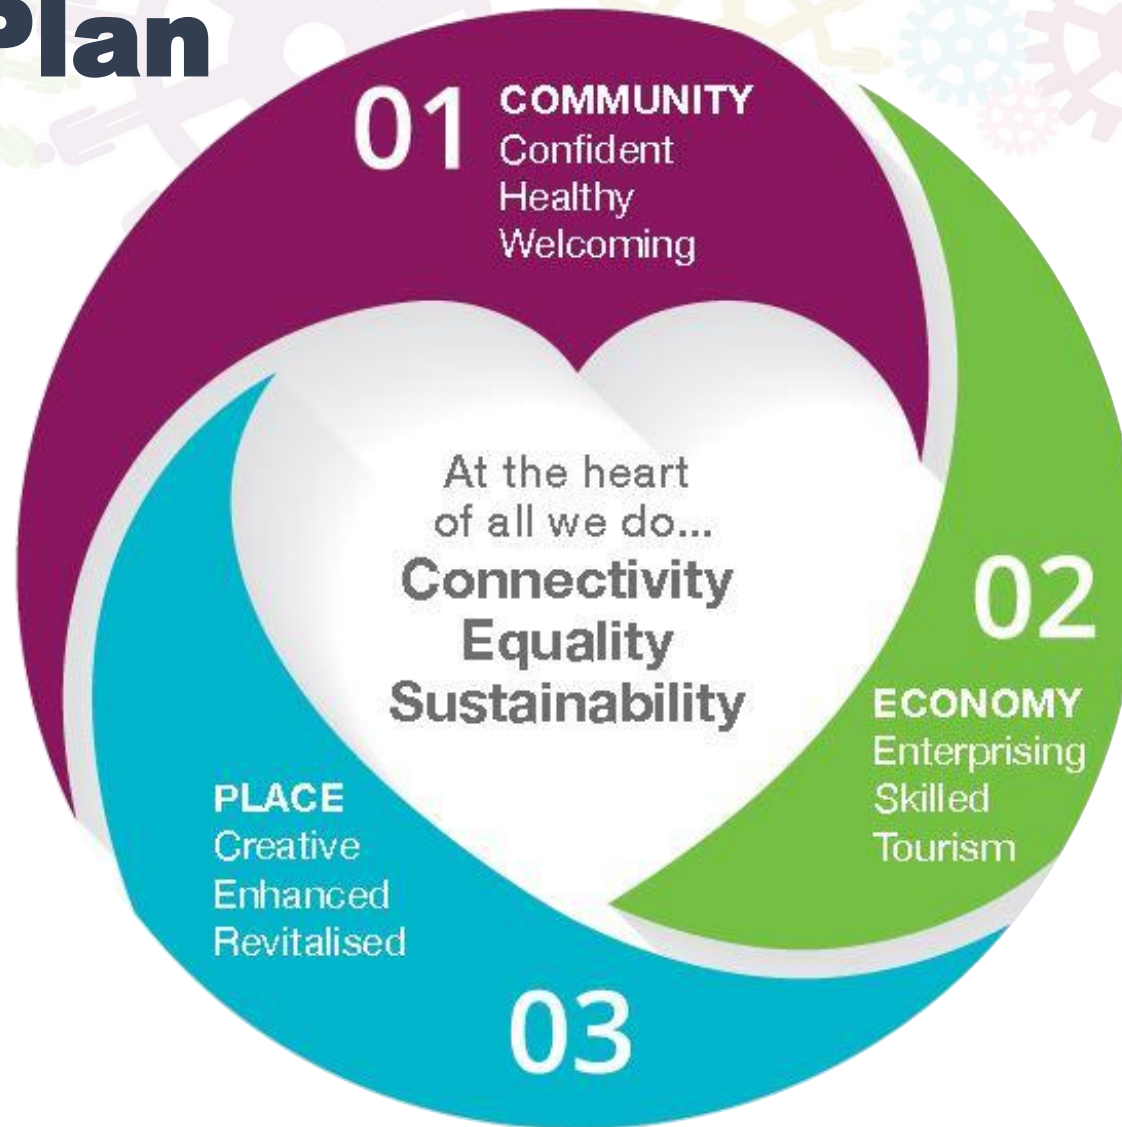 Plan
01
COMMUNITY
Confident
Healthy
Welcoming
At the heart
of all we do...
Connectivity
Equality
Sustainability
02
ECONOMY
Enterprising
Skilled
Tourism
PLACE
Creative
Enhanced
Revitalised
03